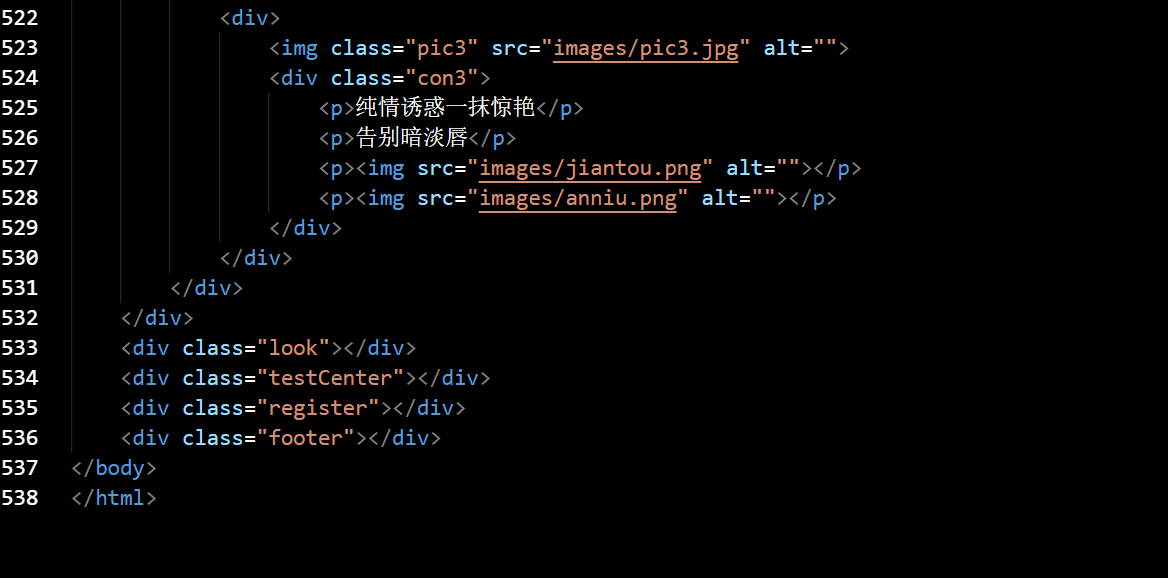 522 <div>
523 <img class="pic3" src="images/pic3.jpg" alt="">
524 <div class="con3">
525 <p>纯情诱惑一抹惊艳</p>
526 <p>告别暗淡唇</p>
527 <p><img src="images/jiantou.png" alt=""></p>
528 <p><img src="images/anniu.png" alt=""></p>
529 </div>
530 </div>
531 </div>
532 </div>
533 <div class="look"></div>
534 <div class="testCenter"></div>
535 <div class="register"></div>
536 <div class="footer"></div>
537 </body>
538 </html>